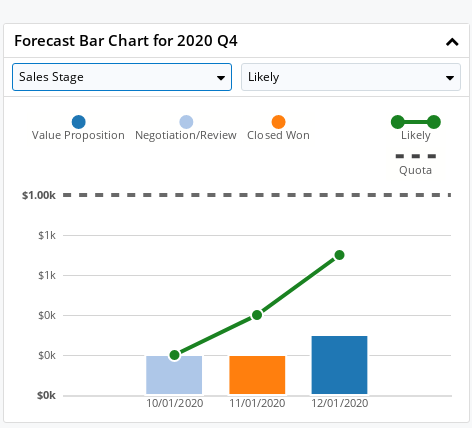 Forecast Bar Chart for 2020 Q4
Sales Stage
Likely
Value Proposition
Negotiation/Review
Closed Won
Likely
Quota
$1.00k
$1k
$1k
$0k
$0k
$0k
10/01/2020
11/01/2020
12/01/2020